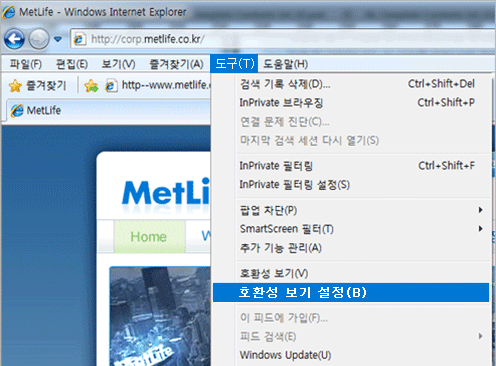 MetLife - Windows Internet Explorer
http://corp.metlife.co.kr/
파일(F) 편집(E) 보기(V) 즐겨찾기(A) 도구(T) 도움말(H)
즐겨찾기 http--www.metlife.c
MetLife
검색 기록 삭제(D)... Ctrl+Shift+Del
InPrivate 브라우징 Ctrl+Shift+P
연결 문제 진단(C)...
마지막 검색 세션 다시 열기(S)
InPrivate 필터링 Ctrl+Shift+F
InPrivate 필터링 설정(S)
팝업 차단(P)
SmartScreen 필터(T)
추가 기능 관리(A)
호환성 보기(V)
호환성 보기 설정(B)
이 피드에 가입(F)...
피드 검색(E)
Windows Update(U)
MetLife
Home
MetLife